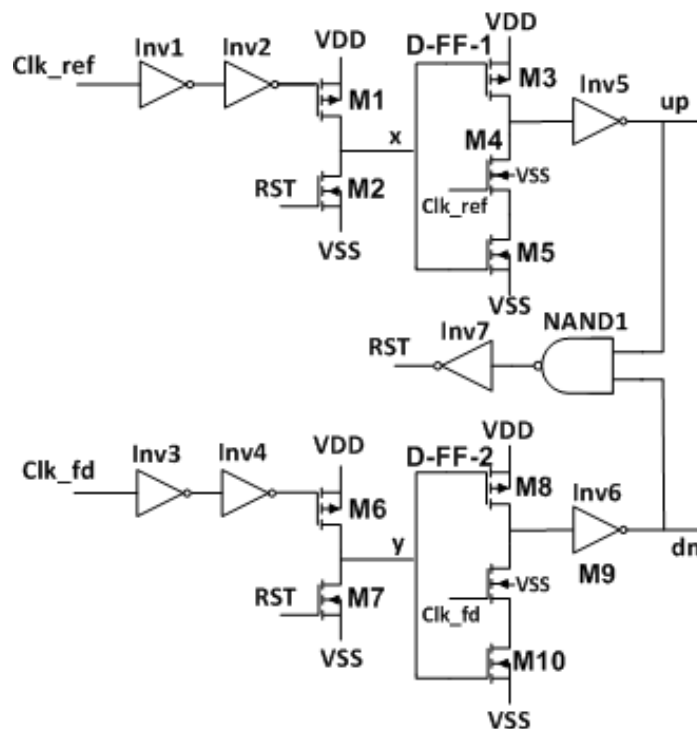 Clk_ref
Inv1
Inv2
VDD
M1
x
RST
M2
VSS
D-FF-1
VDD
M3
M4
VSS
Clk_ref
M5
VSS
Inv5
up
RST
Inv7
NAND1
Clk_fd
Inv3
Inv4
VDD
M6
y
RST
M7
VSS
D-FF-2
VDD
M8
VSS
Clk_fd
M10
VSS
Inv6
M9
dn